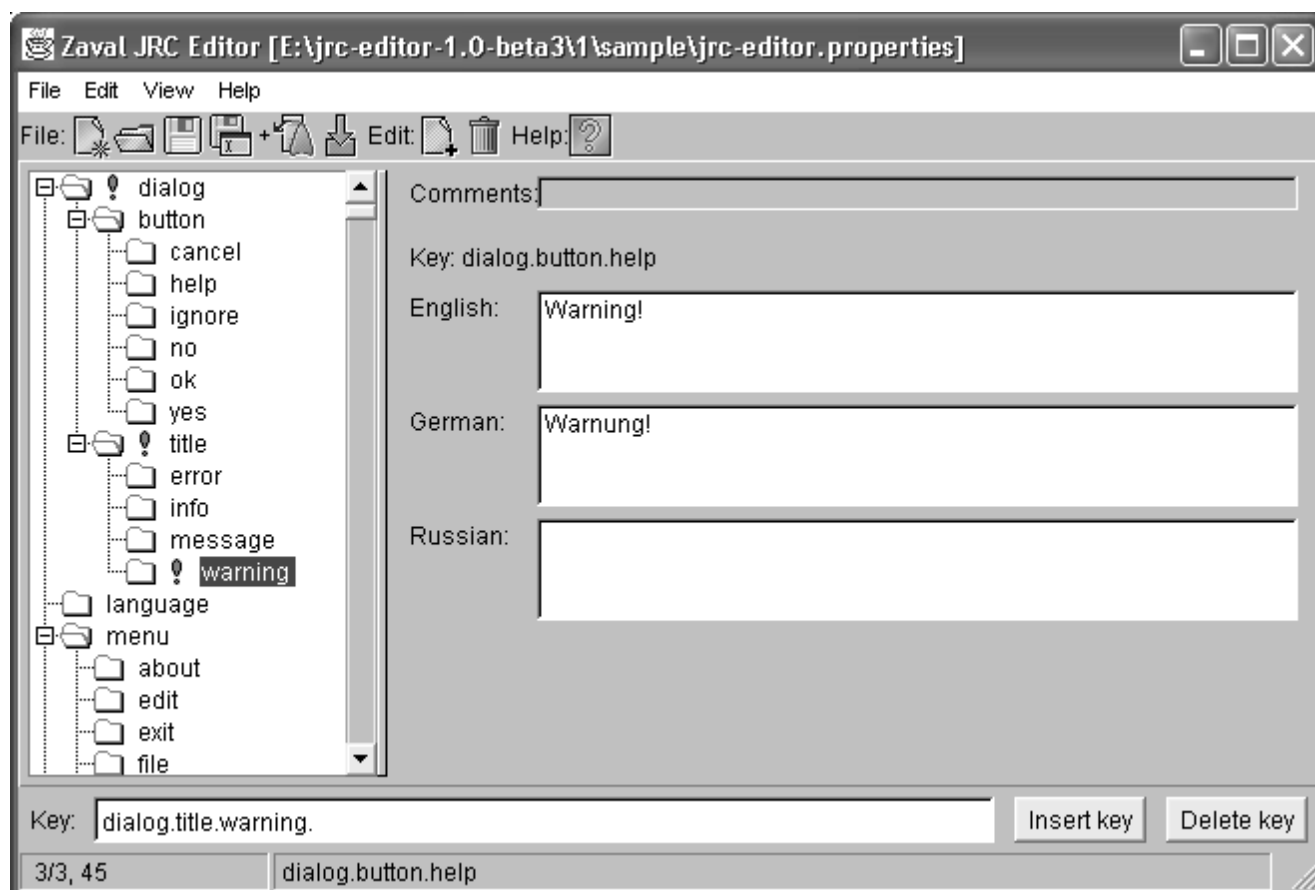 Zaval JRC Editor [E:\jrc-editor-1.0-beta3\1\sample\jrc-editor.properties]
File Edit View Help
File: Edit: Help:
dialog
button
cancel
help
ignore
no
ok
yes
title
error
info
message
warning
language
menu
about
edit
exit
file
Comments:
Key: dialog.button.help
English: Warning!
German: Warnung!
Russian:
Key: dialog.title.warning. Insert key Delete key
3/3, 45 dialog.button.help